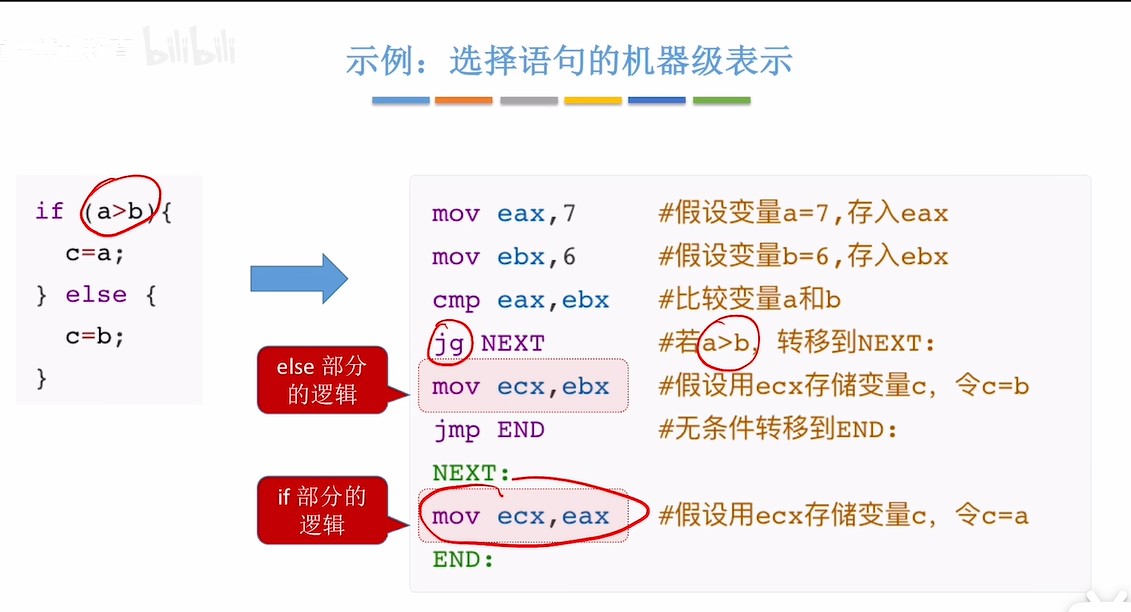 bilibili
示例：选择语句的机器级表示
if (a>b){
c=a;
} else {
c=b;
}
else 部分
的逻辑
if 部分的
逻辑
mov eax,7 #假设变量a=7,存入eax
mov ebx,6 #假设变量b=6,存入ebx
cmp eax,ebx #比较变量a和b
jg NEXT #若a>b，转移到NEXT:
mov ecx,ebx #假设用ecx存储变量c，令c=b
jmp END #无条件转移到END:
NEXT:
mov ecx,eax #假设用ecx存储变量c，令c=a
END: